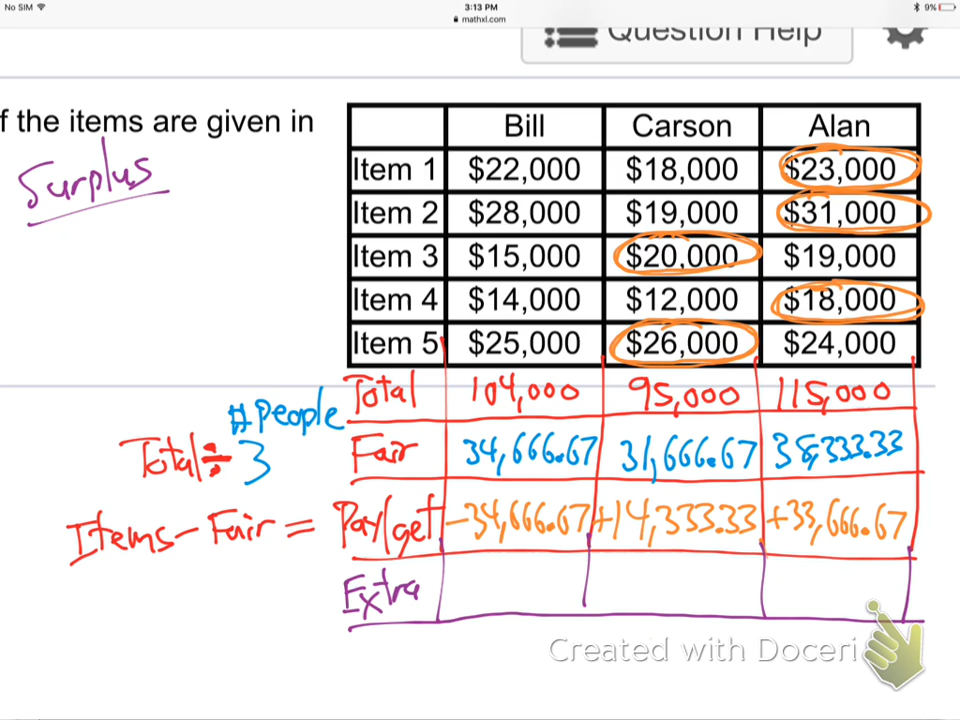 No SIM 3:13 PM 9%
mathxl.com
Question Help
f the items are given in
Surplus
Bill Carson Alan
Item 1 $22,000 $18,000 $23,000
Item 2 $28,000 $19,000 $31,000
Item 3 $15,000 $20,000 $19,000
Item 4 $14,000 $12,000 $18,000
Item 5 $25,000 $26,000 $24,000
Total 104,000 95,000 115,000
#People
Total ÷ 3 Fair 34,666.67 31,666.67 38,333.33
Items - Fair = Pay/get -34,666.67 +14,333.33 +33,666.67
Extra
Created with Doceri